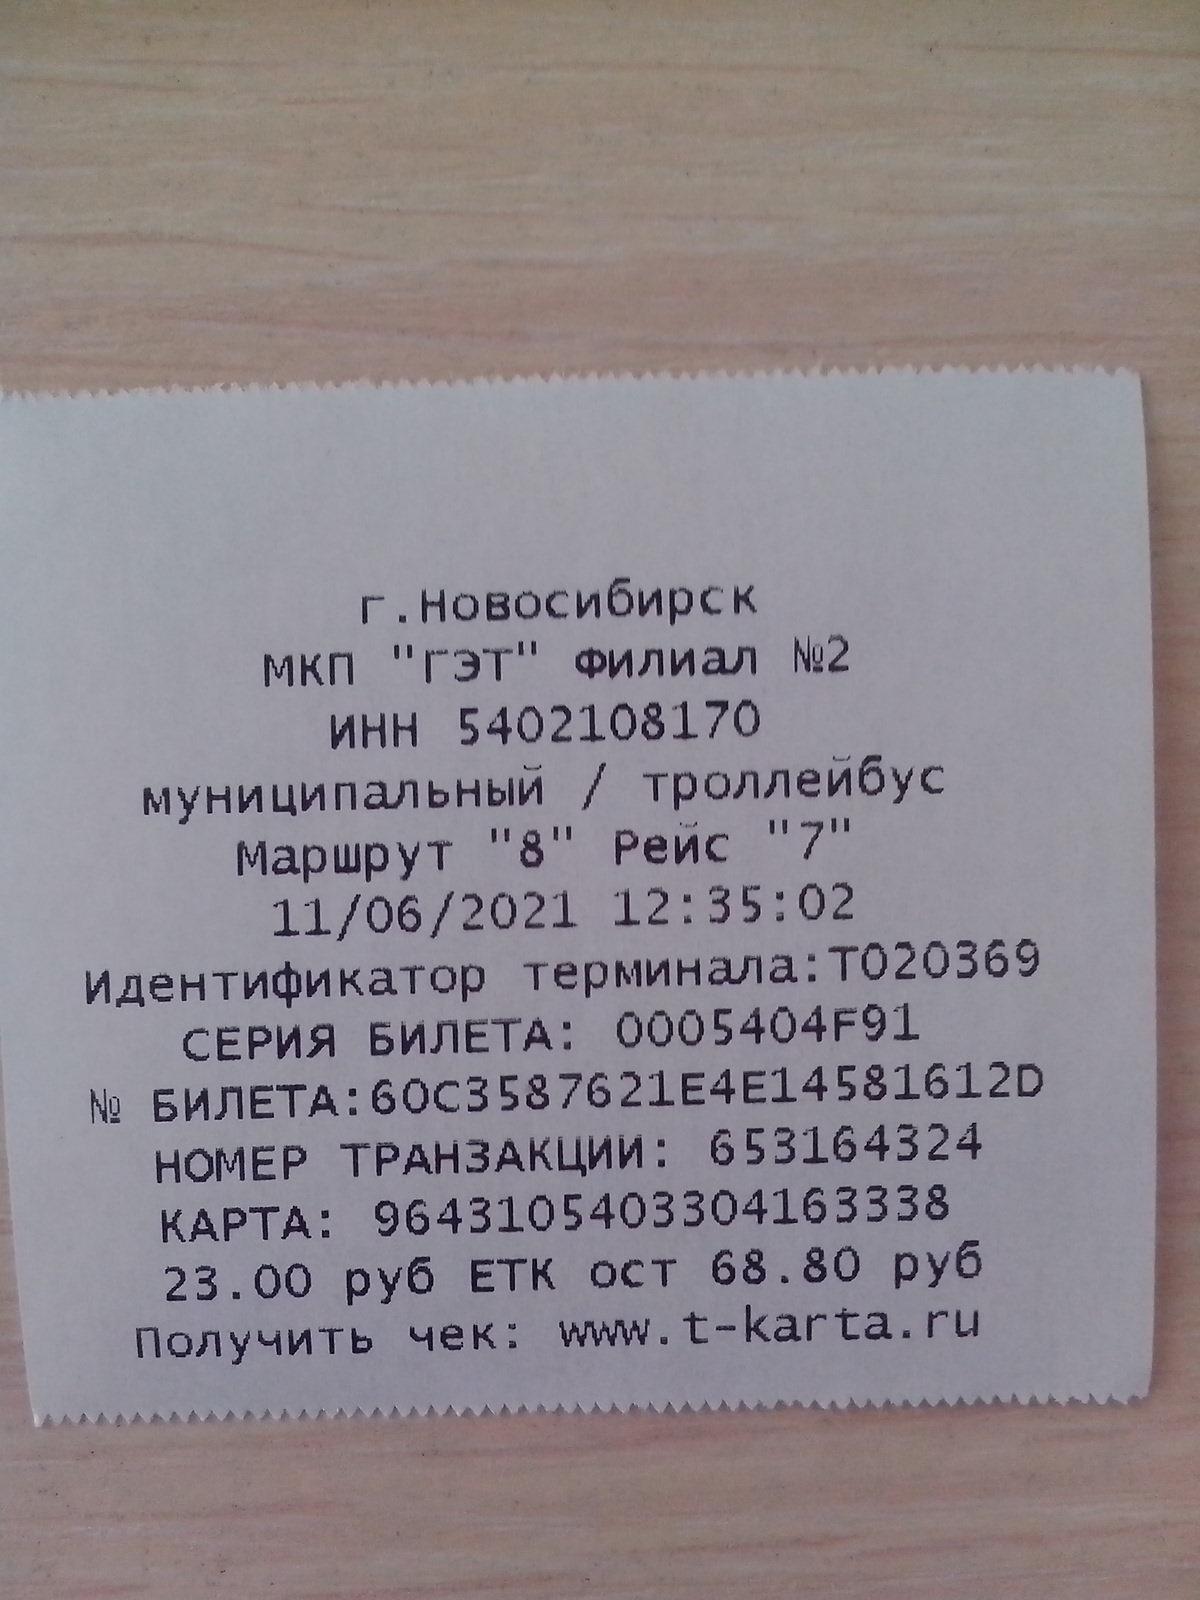 г.Новосибирск
МКП "ГЭТ" Филиал №2
ИНН 5402108170
муниципальный / троллейбус
Маршрут "8" Рейс "7"
11/06/2021 12:35:02
Идентификатор терминала:T020369
СЕРИЯ БИЛЕТА: 0005404F91
№ БИЛЕТА:60C3587621E4E14581612D
НОМЕР ТРАНЗАКЦИИ: 653164324
КАРТА: 9643105403304163338
23.00 руб ЕТК ост 68.80 руб
Получить чек: www.t-karta.ru